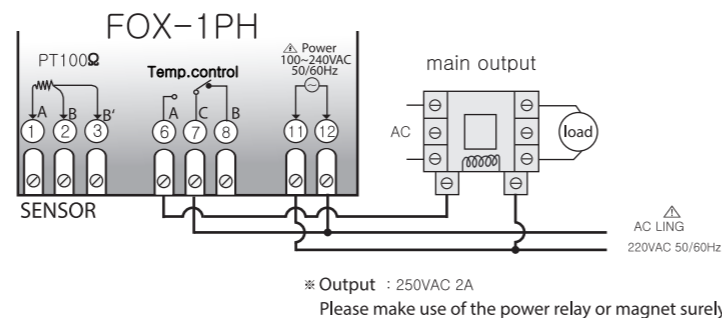 FOX-1PH
PT100Ω
A B B'
1 2 3
SENSOR
Temp.control
A C B
6 7 8
⚠ Power
100~240VAC
50/60Hz
11 12
main output
AC
load
⚠
AC LING
220VAC 50/60Hz
※ Output : 250VAC 2A
Please make use of the power relay or magnet surely